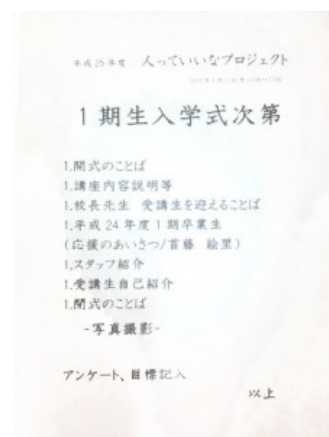 平成25年度 人っていいなプロジェクト
1期生入学式次第
1.開式のことば
1.講座内容説明等
1.校長先生 受講生を迎えることば
1.平成24年度1期卒業生
(応援のあいさつ/首藤 絵里)
1.スタッフ紹介
1.受講生自己紹介
1.閉式のことば
-写真撮影-
アンケート、目標記入
以上